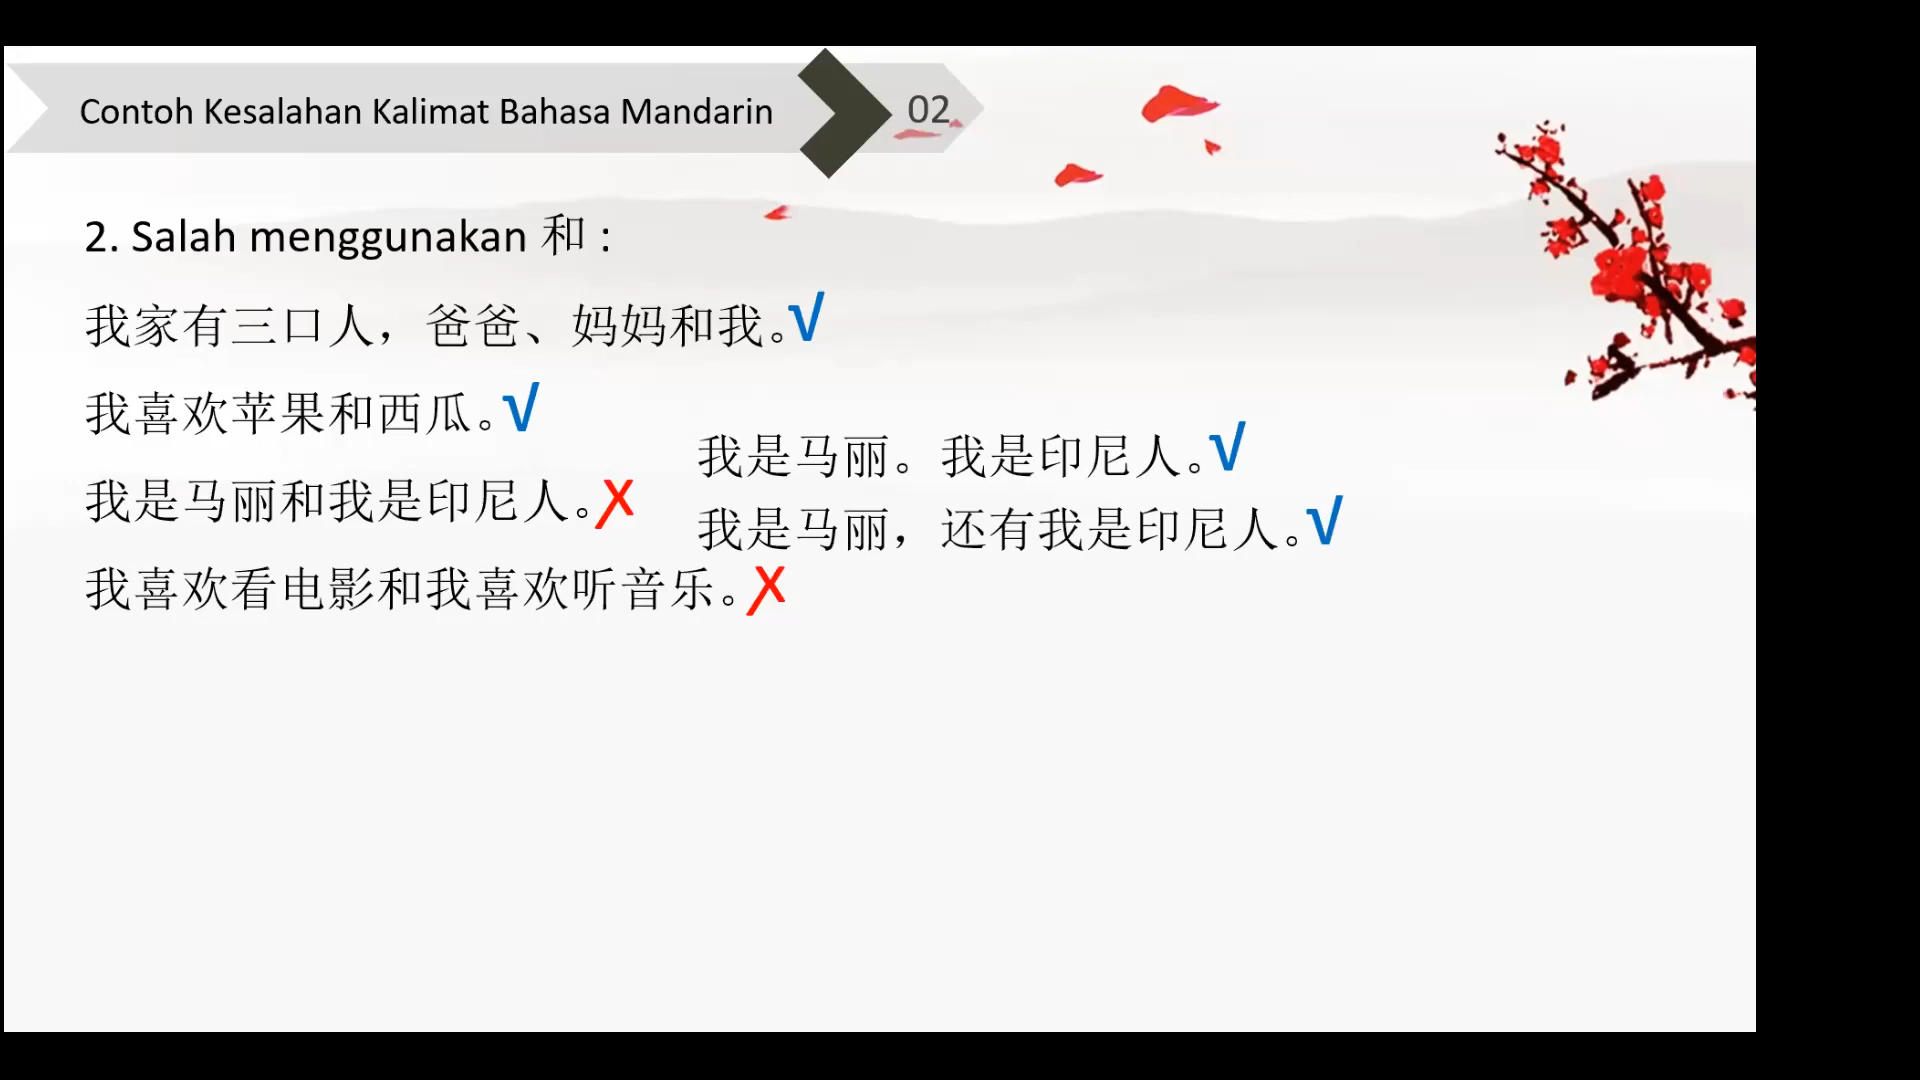 Contoh Kesalahan Kalimat Bahasa Mandarin 02
2. Salah menggunakan 和 :
我家有三口人，爸爸、妈妈和我。√
我喜欢苹果和西瓜。√
我是马丽和我是印尼人。X
我是马丽。我是印尼人。√
我是马丽，还有我是印尼人。√
我喜欢看电影和我喜欢听音乐。X